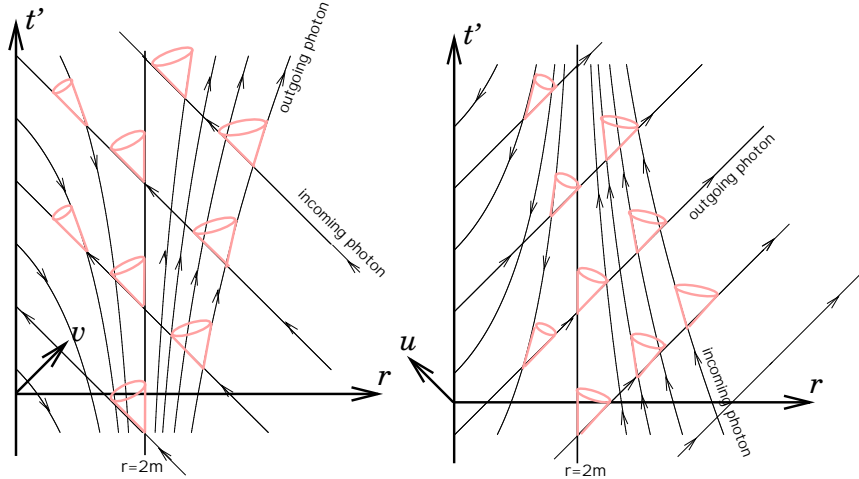 t’
outgoing photon
incoming photon
v
r
r=2m
t’
outgoing photon
u
incoming photon
r
r=2m